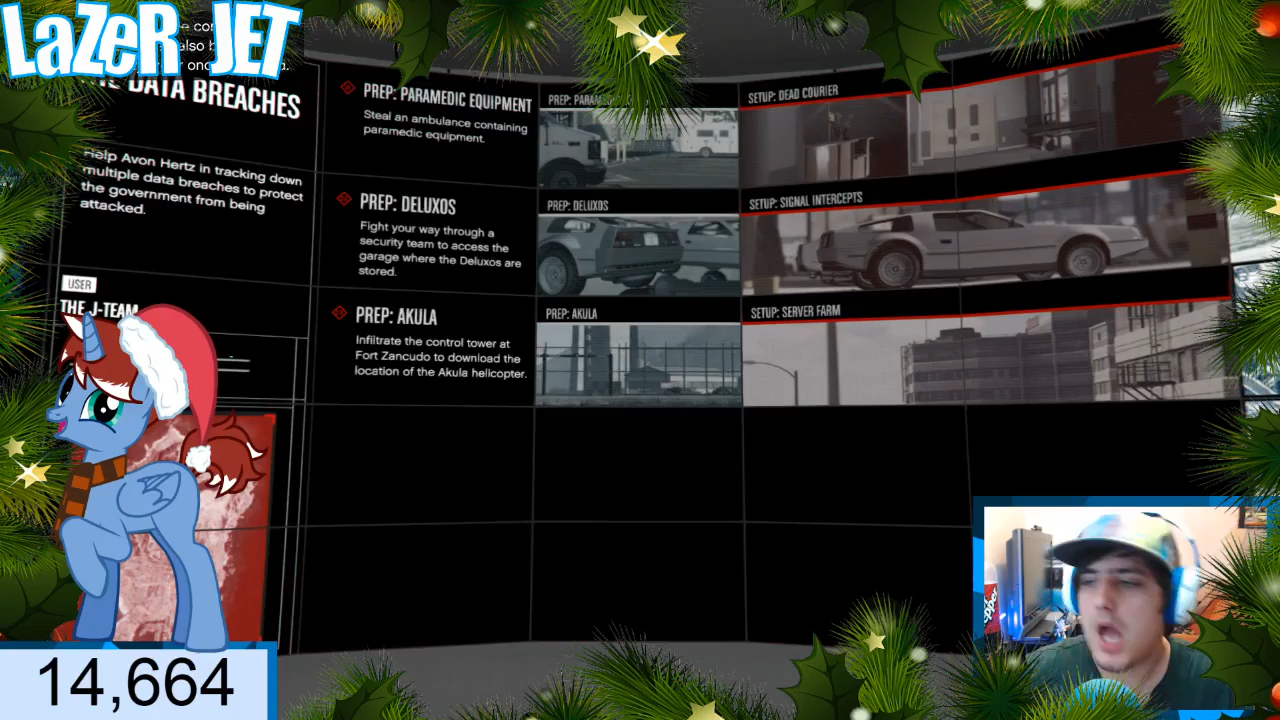 LaZeR JET
also
DATA BREACHES
Help Avon Hertz in tracking down
multiple data breaches to protect
the government from being
attacked.
USER
THE J-TEAM
PREP: PARAMEDIC EQUIPMENT
Steal an ambulance containing
paramedic equipment.
PREP: DELUXOS
Fight your way through a
security team to access the
garage where the Deluxos are
stored.
PREP: AKULA
Infiltrate the control tower at
Fort Zancudo to download the
location of the Akula helicopter.
PREP:
PREP: DELUXOS
PREP: AKULA
SETUP: DEAD COURIER
SETUP: SIGNAL INTERCEPTS
SETUP: SERVER FARM
14,664